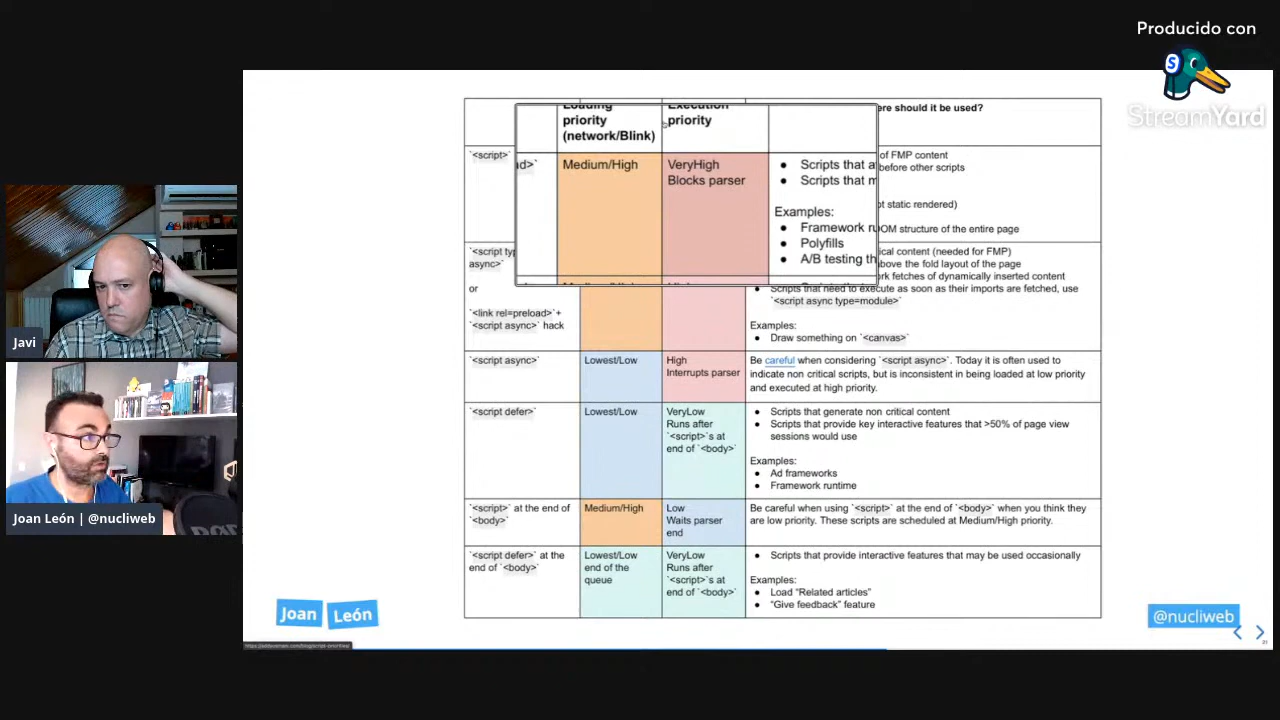 Producido con
StreamYard
ere should it be used?
Loading
priority
(network/Blink)
Execution
priority
Medium/High
VeryHigh
Blocks parser
● Scripts that a
● Scripts that m
Examples:
● Framework ru
● Polyfills
● A/B testing th
`<script>`
of FMP content
before other scripts
t static rendered)
OM structure of the entire page
`<script typ
async>`
or
`<link rel=preload>`+
`<script async>` hack
ical content (needed for FMP)
above the fold layout of the page
rk fetches of dynamically inserted content
● Scripts that need to execute as soon as their imports are fetched, use
`<script async type=module>`
Examples:
● Draw something on `<canvas>`
`<script async>`
Lowest/Low
High
Interrupts parser
Be careful when considering `<script async>`. Today it is often used to
indicate non critical scripts, but is inconsistent in being loaded at low priority
and executed at high priority.
`<script defer>`
Lowest/Low
VeryLow
Runs after
`<script>`s at
end of `<body>`
● Scripts that generate non critical content
● Scripts that provide key interactive features that >50% of page view
sessions would use
Examples:
● Ad frameworks
● Framework runtime
`<script>` at the end of
`<body>`
Medium/High
Low
Waits parser
end
Be careful when using `<script>` at the end of `<body>` when you think they
are low priority. These scripts are scheduled at Medium/High priority.
`<script defer>` at the
end of `<body>`
Lowest/Low
end of the
queue
VeryLow
Runs after
`<script>`s at
end of `<body>`
● Scripts that provide interactive features that may be used occasionally
Examples:
● Load “Related articles”
● “Give feedback” feature
Javi
Joan León | @nucliweb
Joan León
@nucliweb
21